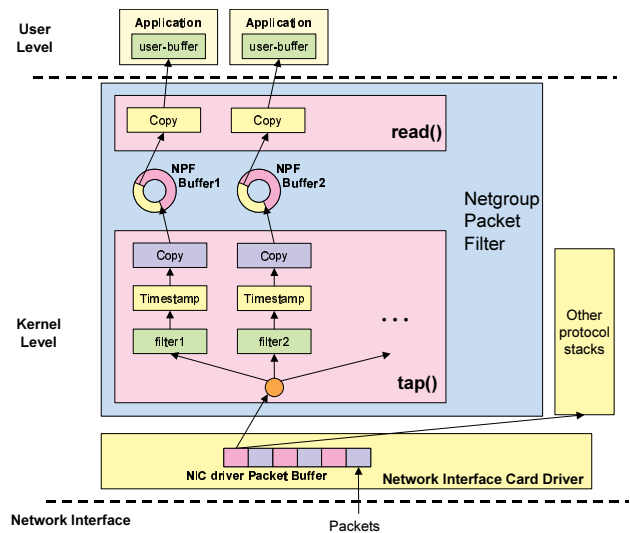 User
Level
Application
user-buffer
Application
user-buffer
Copy
Copy
read()
NPF
Buffer1
NPF
Buffer2
Netgroup
Packet
Filter
Copy
Copy
Timestamp
Timestamp
filter1
filter2
...
tap()
Kernel
Level
Other
protocol
stacks
NIC driver Packet Buffer
Network Interface Card Driver
Network Interface
Packets